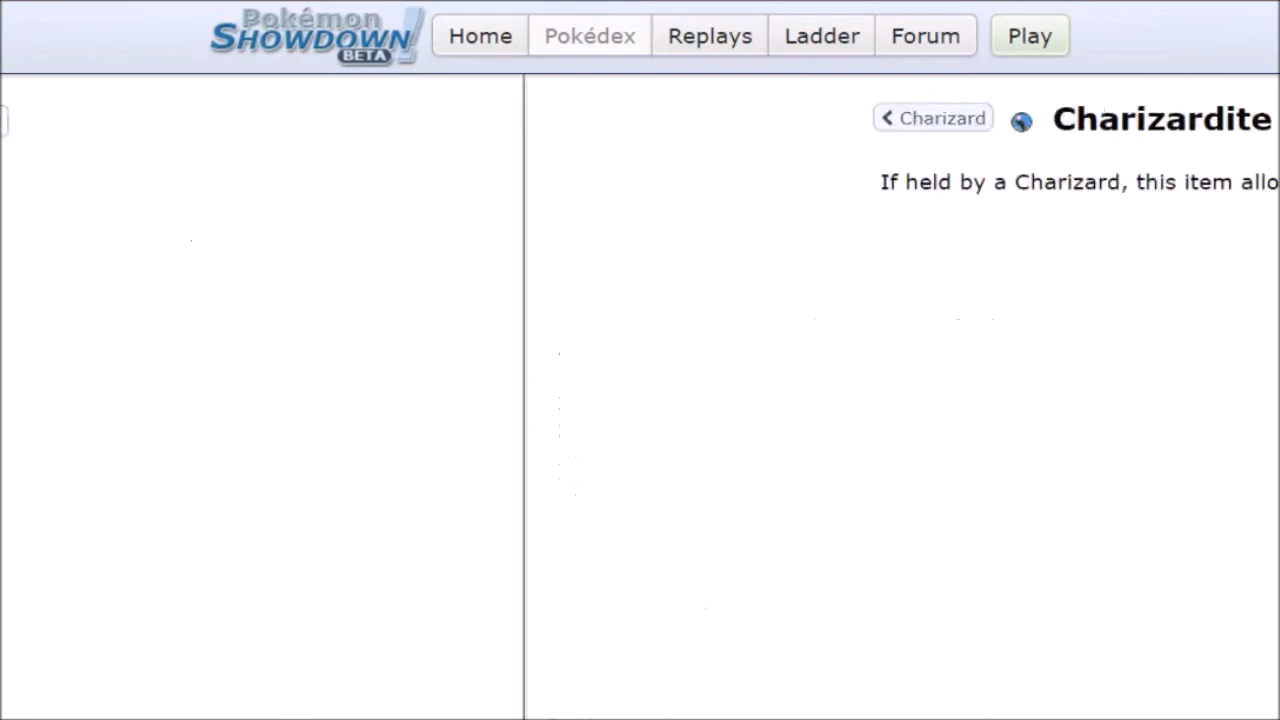 Pokémon
SHOWDOWN!
BETA
Home Pokédex Replays Ladder Forum Play
Charizard Charizardite
If held by a Charizard, this item allo